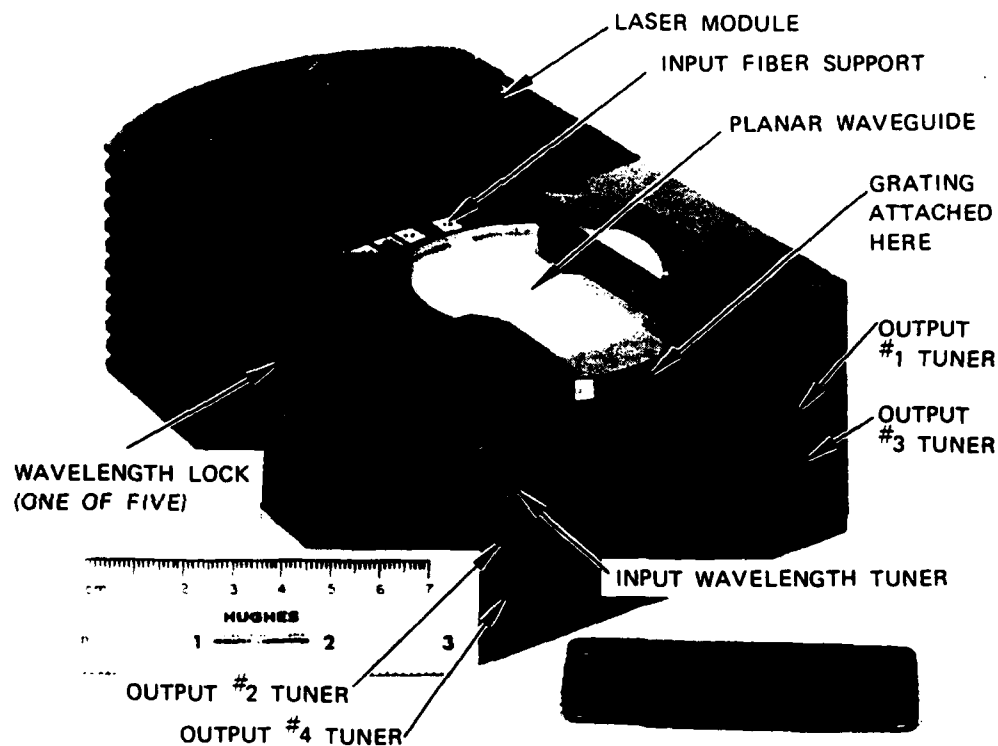 LASER MODULE
INPUT FIBER SUPPORT
PLANAR WAVEGUIDE
GRATING
ATTACHED
HERE
OUTPUT
#1 TUNER
OUTPUT
#3 TUNER
WAVELENGTH LOCK
(ONE OF FIVE)
INPUT WAVELENGTH TUNER
cm 2 3 4 5 6 7
HUGHES
1 2 3
OUTPUT #2 TUNER
OUTPUT #4 TUNER